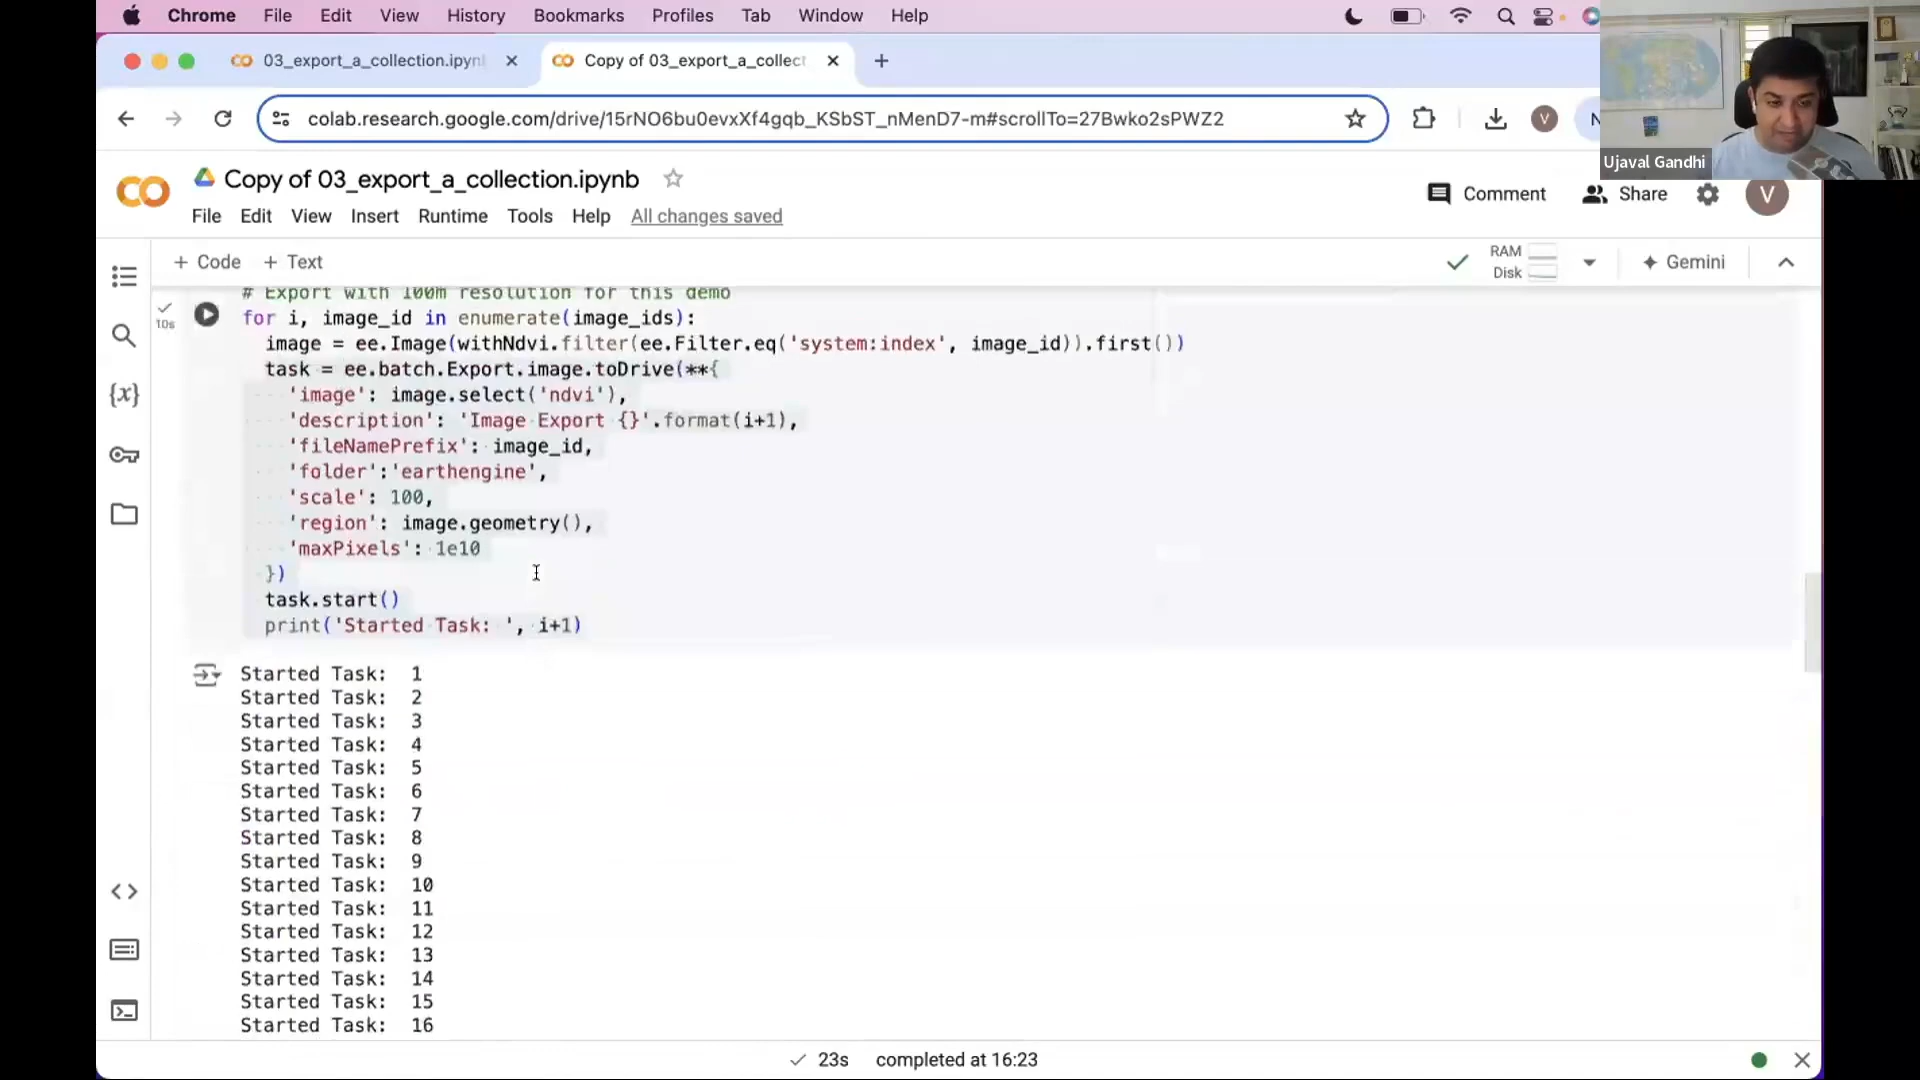 Chrome File Edit View History Bookmarks Profiles Tab Window Help
03_export_a_collection.ipyn
Copy of 03_export_a_collect
colab.research.google.com/drive/15rNO6bu0evxXf4gqb_KSbST_nMenD7-m#scrollTo=27Bwko2sPWZ2
V
N
Ujaval Gandhi
CO
Copy of 03_export_a_collection.ipynb
Comment
Share
V
File Edit View Insert Runtime Tools Help All changes saved
+ Code + Text
RAM
Disk
Gemini
10s
# Export with 100m resolution for this demo
for i, image_id in enumerate(image_ids):
image = ee.Image(withNdvi.filter(ee.Filter.eq('system:index', image_id)).first())
task = ee.batch.Export.image.toDrive(**{
'image': image.select('ndvi'),
'description': 'Image Export {}'.format(i+1),
'fileNamePrefix': image_id,
'folder':'earthengine',
'scale': 100,
'region': image.geometry(),
'maxPixels': 1e10
})
task.start()
print('Started Task: ', i+1)
Started Task:  1
Started Task:  2
Started Task:  3
Started Task:  4
Started Task:  5
Started Task:  6
Started Task:  7
Started Task:  8
Started Task:  9
Started Task:  10
Started Task:  11
Started Task:  12
Started Task:  13
Started Task:  14
Started Task:  15
Started Task:  16
23s completed at 16:23